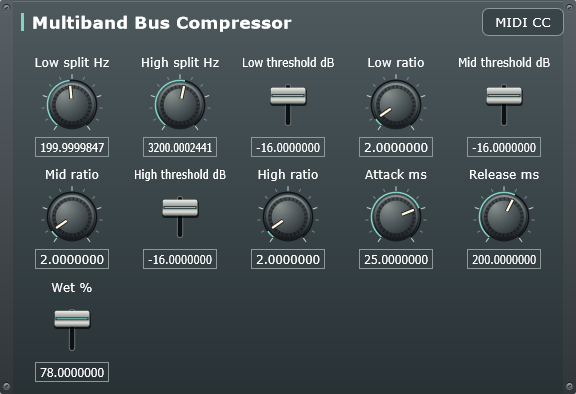 Multiband Bus Compressor
MIDI CC
Low split Hz
High split Hz
Low threshold dB
Low ratio
Mid threshold dB
199.9999847
3200.0002441
-16.0000000
2.0000000
-16.0000000
Mid ratio
High threshold dB
High ratio
Attack ms
Release ms
2.0000000
-16.0000000
2.0000000
25.0000000
200.0000000
Wet %
78.0000000